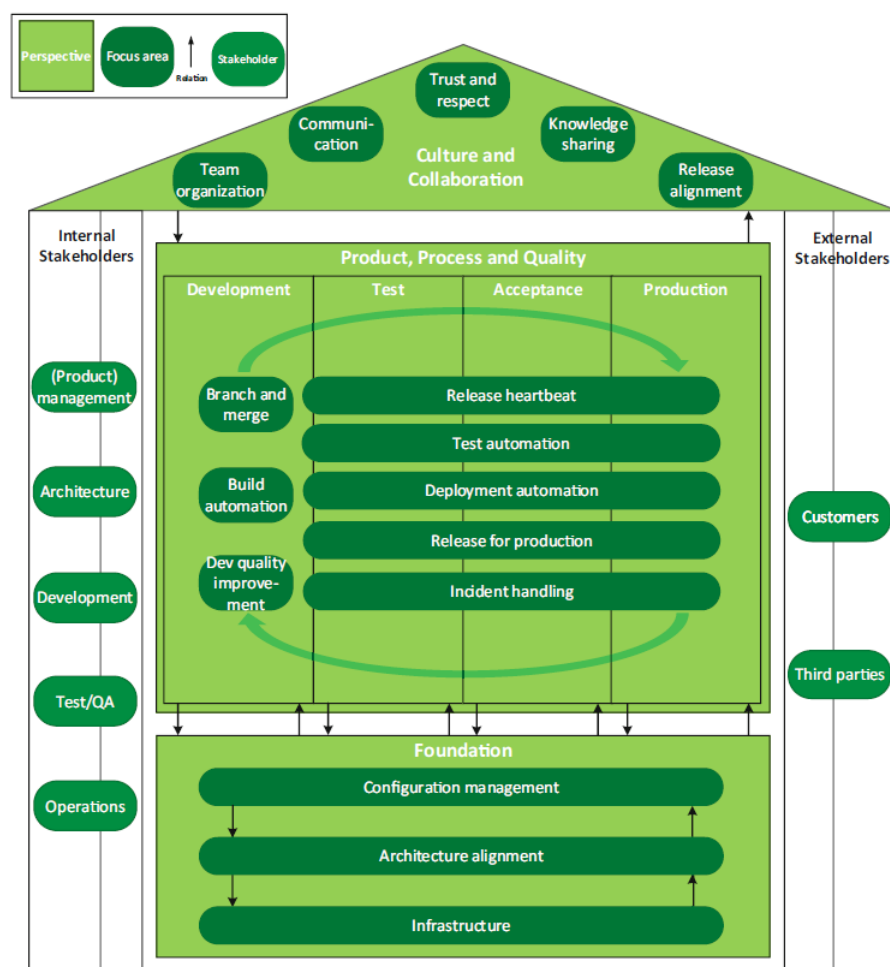 Perspective
Focus area
Relation
Stakeholder
Trust and
respect
Communi-
cation
Knowledge
sharing
Culture and
Collaboration
Team
organization
Release
alignment
Internal
Stakeholders
External
Stakeholders
Product, Process and Quality
Development
Test
Acceptance
Production
(Product)
management
Architecture
Development
Test/QA
Operations
Branch and
merge
Build
automation
Dev quality
improve-
ment
Release heartbeat
Test automation
Deployment automation
Release for production
Incident handling
Customers
Third parties
Foundation
Configuration management
Architecture alignment
Infrastructure